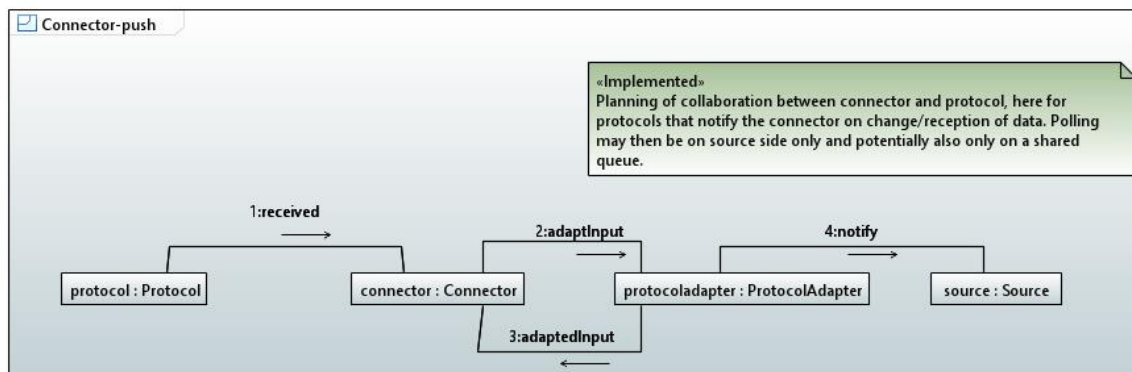 Connector-push
«Implemented»
Planning of collaboration between connector and protocol, here for
protocols that notify the connector on change/reception of data. Polling
may then be on source side only and potentially also only on a shared
queue.
1:received
2:adaptInput
4:notify
protocol : Protocol
connector : Connector
protocoladapter : ProtocolAdapter
source : Source
3:adaptedInput